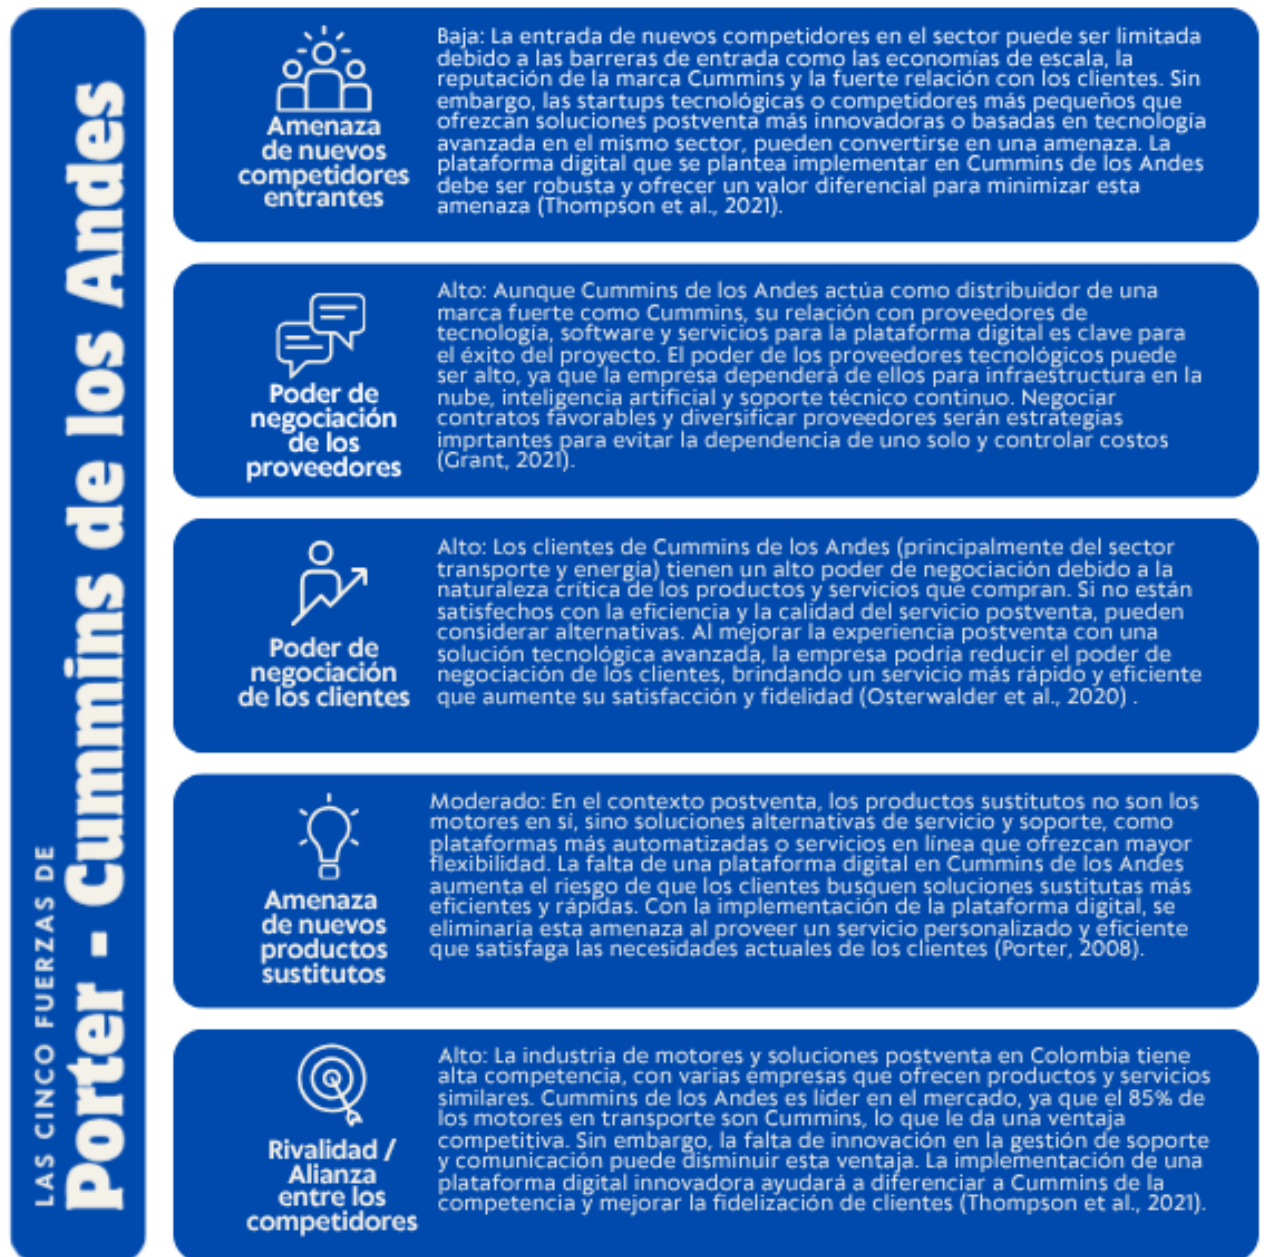 LAS CINCO FUERZAS DE
Porter - Cummins de los Andes
Amenaza
de nuevos
competidores
entrantes
Baja: La entrada de nuevos competidores en el sector puede ser limitada
debido a las barreras de entrada como las economías de escala, la
reputación de la marca Cummins y la fuerte relación con los clientes. Sin
embargo, las startups tecnológicas o competidores más pequeños que
ofrezcan soluciones postventa más innovadoras o basadas en tecnología
avanzada en el mismo sector, pueden convertirse en una amenaza. La
plataforma digital que se plantea implementar en Cummins de los Andes
debe ser robusta y ofrecer un valor diferencial para minimizar esta
amenaza (Thompson et al., 2021).
Poder de
negociación
de los
proveedores
Alto: Aunque Cummins de los Andes actúa como distribuidor de una
marca fuerte como Cummins, su relación con proveedores de
tecnología, software y servicios para la plataforma digital es clave para
el éxito del proyecto. El poder de los proveedores tecnológicos puede
ser alto, ya que la empresa dependerá de ellos para infraestructura en la
nube, inteligencia artificial y soporte técnico continuo. Negociar
contratos favorables y diversificar proveedores serán estrategias
imprtantes para evitar la dependencia de uno solo y controlar costos
(Grant, 2021).
Poder de
negociación
de los clientes
Alto: Los clientes de Cummins de los Andes (principalmente del sector
transporte y energía) tienen un alto poder de negociación debido a la
naturaleza crítica de los productos y servicios que compran. Si no están
satisfechos con la eficiencia y la calidad del servicio postventa, pueden
considerar alternativas. Al mejorar la experiencia postventa con una
solución tecnológica avanzada, la empresa podría reducir el poder de
negociación de los clientes, brindando un servicio más rápido y eficiente
que aumente su satisfacción y fidelidad (Osterwalder et al., 2020) .
Amenaza
de nuevos
productos
sustitutos
Moderado: En el contexto postventa, los productos sustitutos no son los
motores en sí, sino soluciones alternativas de servicio y soporte, como
plataformas más automatizadas o servicios en línea que ofrezcan mayor
flexibilidad. La falta de una plataforma digital en Cummins de los Andes
aumenta el riesgo de que los clientes busquen soluciones sustitutas más
eficientes y rápidas. Con la implementación de la plataforma digital, se
eliminaría esta amenaza al proveer un servicio personalizado y eficiente
que satisfaga las necesidades actuales de los clientes (Porter, 2008).
Rivalidad /
Alianza
entre los
competidores
Alto: La industria de motores y soluciones postventa en Colombia tiene
alta competencia, con varias empresas que ofrecen productos y servicios
similares. Cummins de los Andes es líder en el mercado, ya que el 85% de
los motores en transporte son Cummins, lo que le da una ventaja
competitiva. Sin embargo, la falta de innovación en la gestión de soporte
y comunicación puede disminuir esta ventaja. La implementación de una
plataforma digital innovadora ayudará a diferenciar a Cummins de la
competencia y mejorar la fidelización de clientes (Thompson et al., 2021).